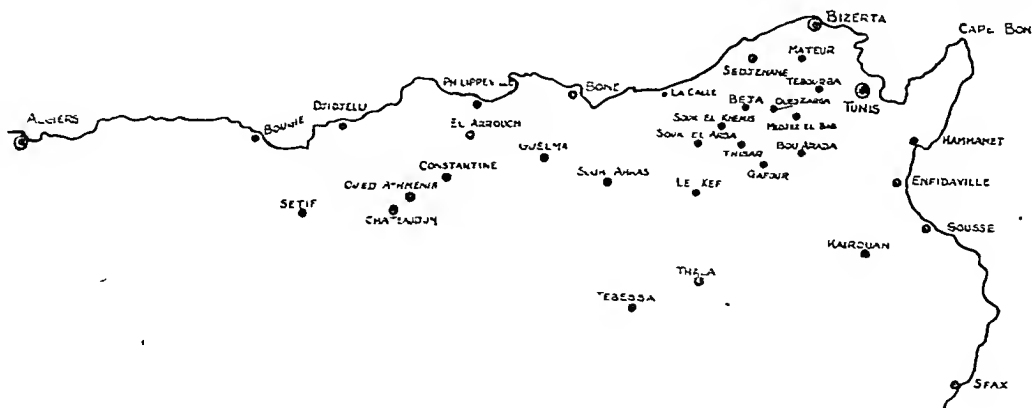 BIZERTA
CAPE BON
MATEUR
SEDJENANE
PHILIPPEVILLE
BONE
LA CALLE
TEBOURBA
DJIDJELLI
BEJA
OUED ZARGA
TUNIS
ALGIERS
BOUGIE
EL ARROUCH
SOUK EL KHEMIS
MEDJEZ EL BAB
SOUK EL ARBA
THIBAR
BOU ARADA
HAMMAMET
GUELMA
GAFOUR
CONSTANTINE
SOUK AHRAS
LE KEF
ENFIDAVILLE
OUED ATHMENIA
SETIF
CHATEAUDUN
SOUSSE
KAIROUAN
THALA
TEBESSA
SFAX